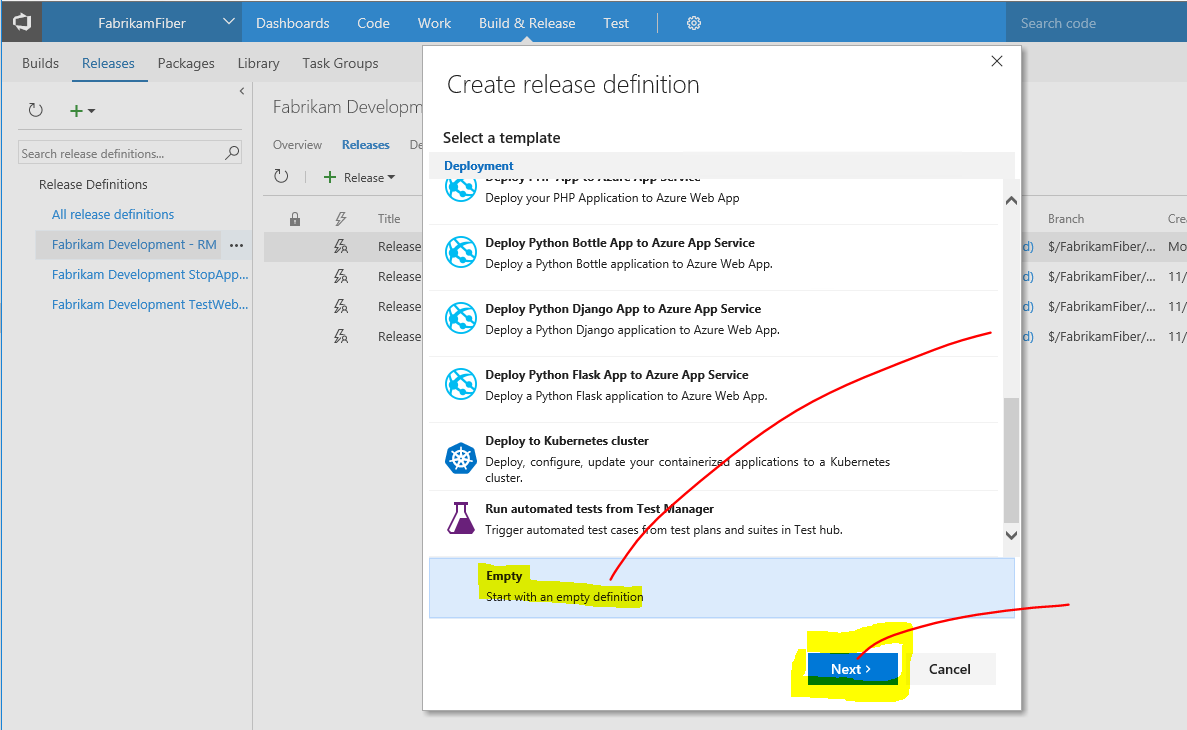 FabrikamFiber
Dashboards
Code
Work
Build & Release
Test
Search code
Builds
Releases
Packages
Library
Task Groups
Search release definitions...
Release Definitions
All release definitions
Fabrikam Development - RM
Fabrikam Development StopApp...
Fabrikam Development TestWeb...
Fabrikam Developm
Overview
Releases
De
Release
Title
Branch
Crea
Release
d)
$/FabrikamFiber/...
Mo
Release
d)
$/FabrikamFiber/...
11/
Release
d)
$/FabrikamFiber/...
11/
Release
d)
$/FabrikamFiber/...
11/
Create release definition
Select a template
Deployment
Deploy PHP App to Azure App Service
Deploy your PHP Application to Azure Web App
Deploy Python Bottle App to Azure App Service
Deploy a Python Bottle application to Azure Web App.
Deploy Python Django App to Azure App Service
Deploy a Python Django application to Azure Web App.
Deploy Python Flask App to Azure App Service
Deploy a Python Flask application to Azure Web App.
Deploy to Kubernetes cluster
Deploy, configure, update your containerized applications to a Kubernetes
cluster.
Run automated tests from Test Manager
Trigger automated test cases from test plans and suites in Test hub.
Empty
Start with an empty definition
Next >
Cancel